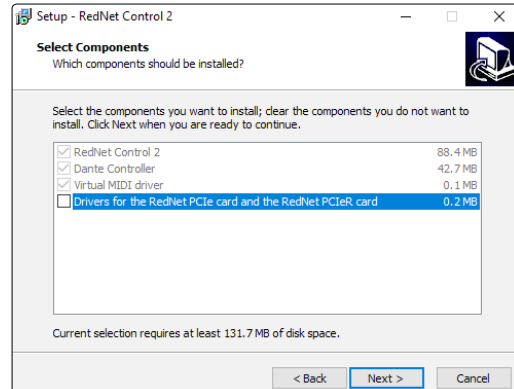 Setup - RedNet Control 2
Select Components
Which components should be installed?
Select the components you want to install; clear the components you do not want to
install. Click Next when you are ready to continue.
RedNet Control 2 88.4 MB
Dante Controller 42.7 MB
Virtual MIDI driver 0.1 MB
Drivers for the RedNet PCIe card and the RedNet PCIeR card 0.2 MB
Current selection requires at least 131.7 MB of disk space.
< Back Next > Cancel